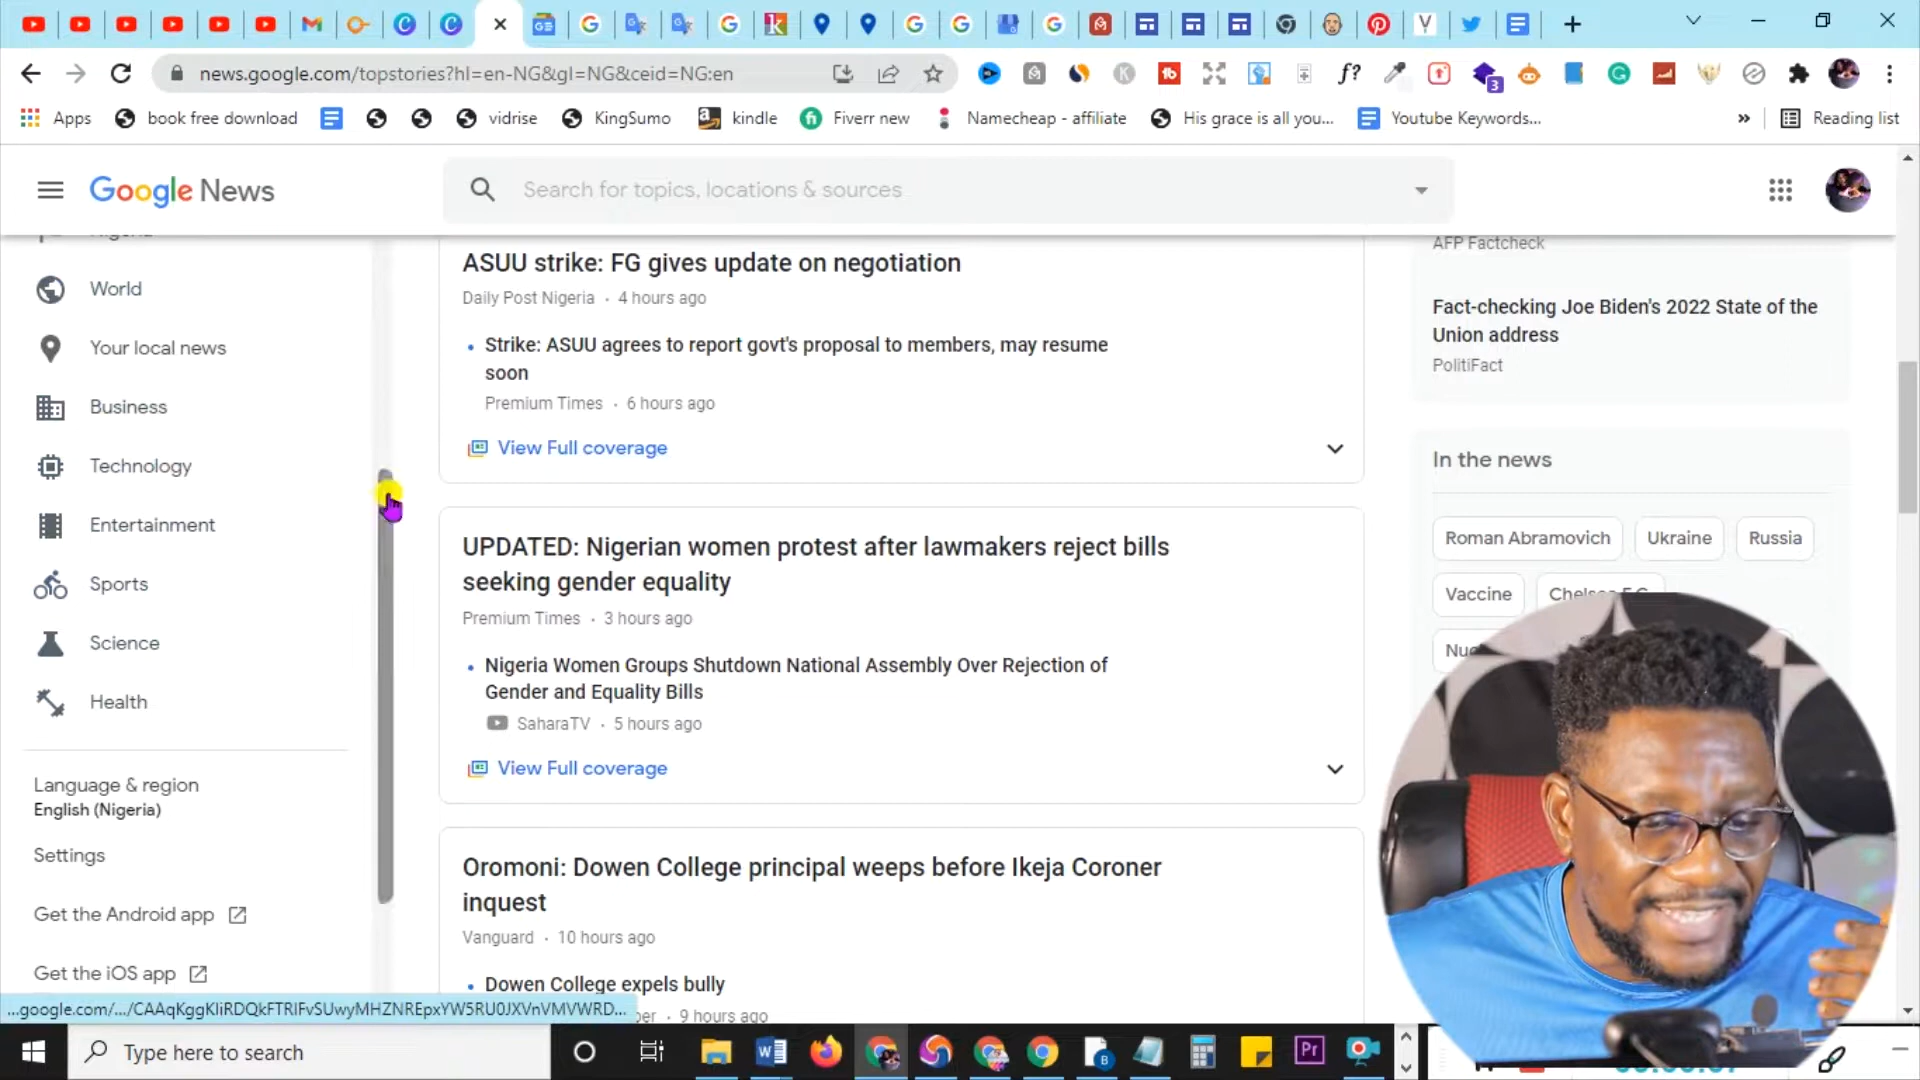 news.google.com/topstories?hl=en-NG&gl=NG&ceid=NG:en
Apps
book free download
vidrise
KingSumo
kindle
Fiverr new
Namecheap - affiliate
His grace is all you...
Youtube Keywords...
Reading list
Google News
Search for topics, locations & sources
World
Your local news
Business
Technology
Entertainment
Sports
Science
Health
Language & region
English (Nigeria)
Settings
Get the Android app
Get the iOS app
ASUU strike: FG gives update on negotiation
Daily Post Nigeria · 4 hours ago
• Strike: ASUU agrees to report govt's proposal to members, may resume
soon
Premium Times · 6 hours ago
View Full coverage
UPDATED: Nigerian women protest after lawmakers reject bills
seeking gender equality
Premium Times · 3 hours ago
• Nigeria Women Groups Shutdown National Assembly Over Rejection of
Gender and Equality Bills
SaharaTV · 5 hours ago
View Full coverage
Oromoni: Dowen College principal weeps before Ikeja Coroner
inquest
Vanguard · 10 hours ago
• Dowen College expels bully
9 hours ago
AFP Factcheck
Fact-checking Joe Biden's 2022 State of the
Union address
PolitiFact
In the news
Roman Abramovich
Ukraine
Russia
Vaccine
Type here to search